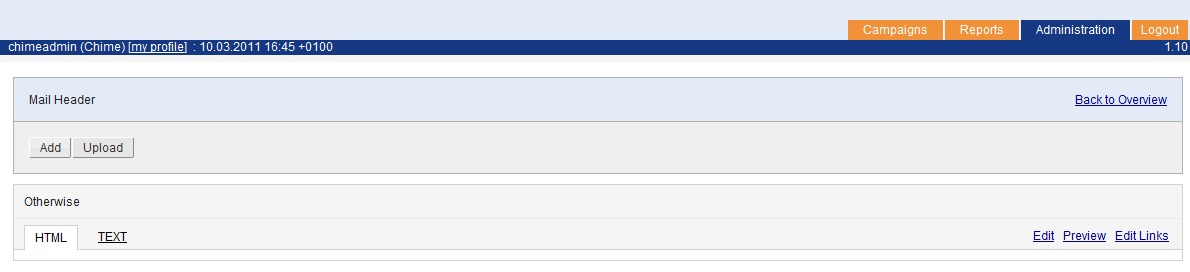 Campaigns Reports Administration Logout
chimeadmin (Chime) [my profile] : 10.03.2011 16:45 +0100 1.10
Mail Header Back to Overview
Add Upload
Otherwise
HTML TEXT Edit Preview Edit Links